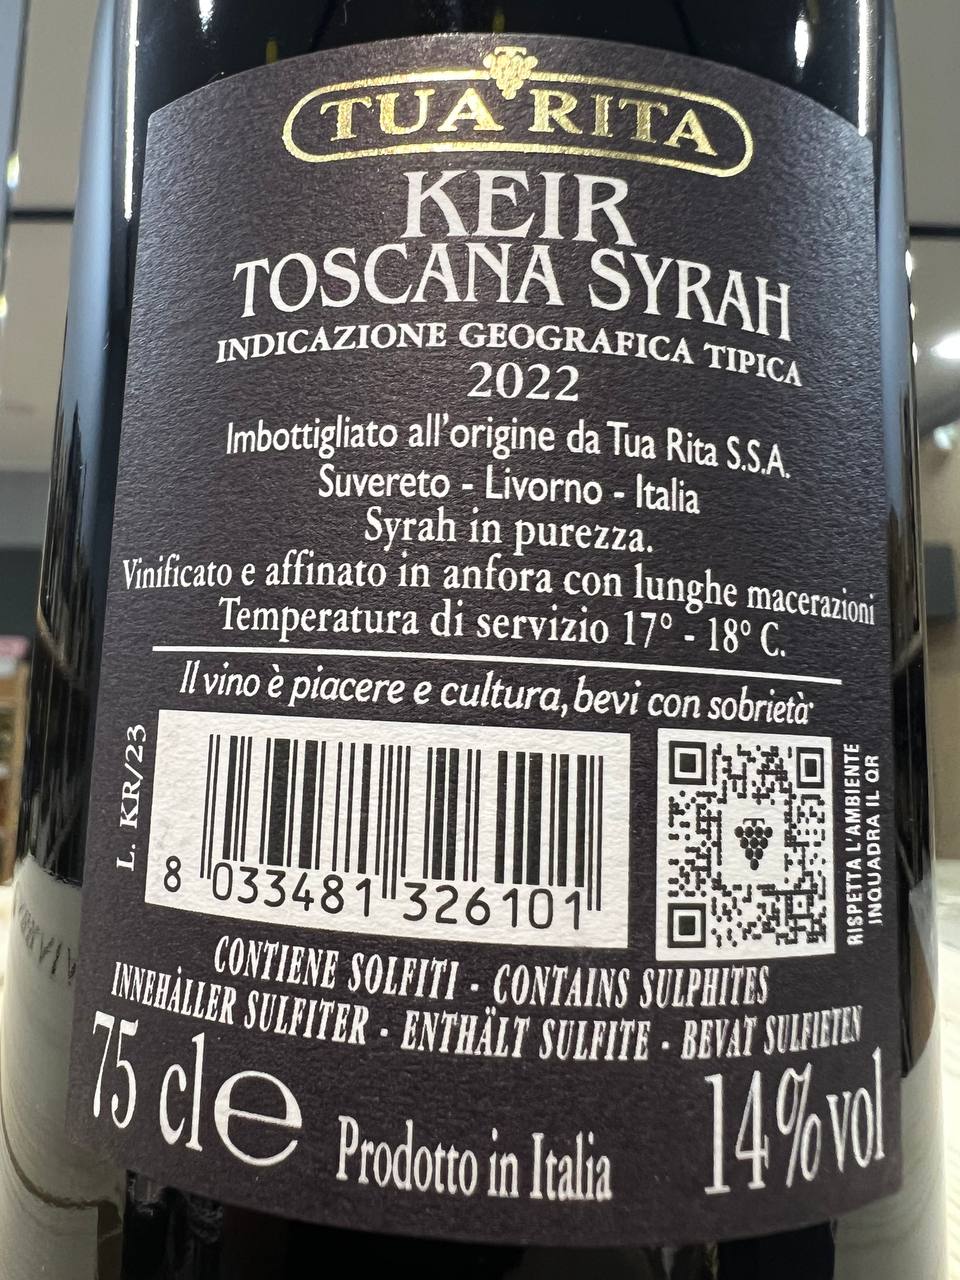 TUA RITA
KEIR
TOSCANA SYRAH
INDICAZIONE GEOGRAFICA TIPICA
2022
Imbottigliato all'origine da Tua Rita S.S.A.
Suvereto - Livorno - Italia
Syrah in purezza.
Vinificato e affinato in anfora con lunghe macerazioni
Temperatura di servizio 17° - 18° C.
Il vino è piacere e cultura, bevi con sobrietà
L. KR/23
8 033481 326101
RISPETTA L'AMBIENTE
INQUADRA IL QR
CONTIENE SOLFITI - CONTAINS SULPHITES
INNEHÅLLER SULFITER - ENTHÄLT SULFITE - BEVAT SULFIETEN
75 cl e
Prodotto in Italia
14% vol